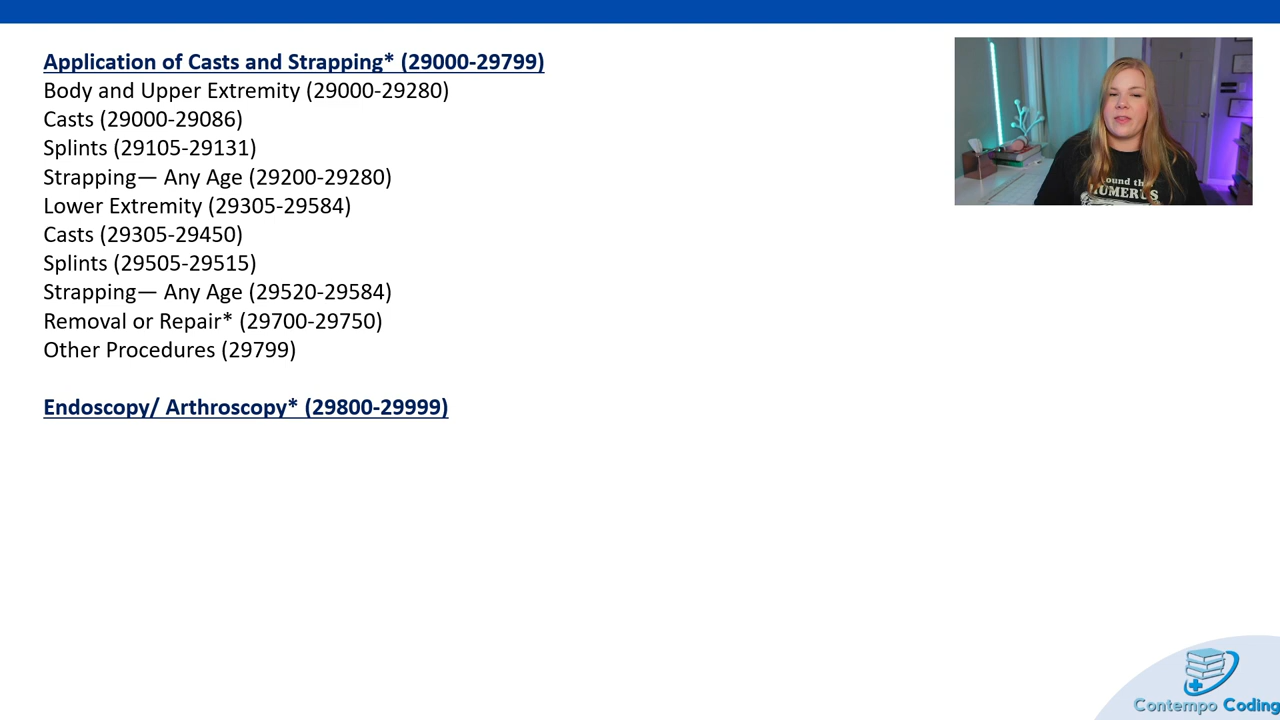 Application of Casts and Strapping* (29000-29799)
Body and Upper Extremity (29000-29280)
Casts (29000-29086)
Splints (29105-29131)
Strapping— Any Age (29200-29280)
Lower Extremity (29305-29584)
Casts (29305-29450)
Splints (29505-29515)
Strapping— Any Age (29520-29584)
Removal or Repair* (29700-29750)
Other Procedures (29799)
Endoscopy/ Arthroscopy* (29800-29999)
Contempo Coding